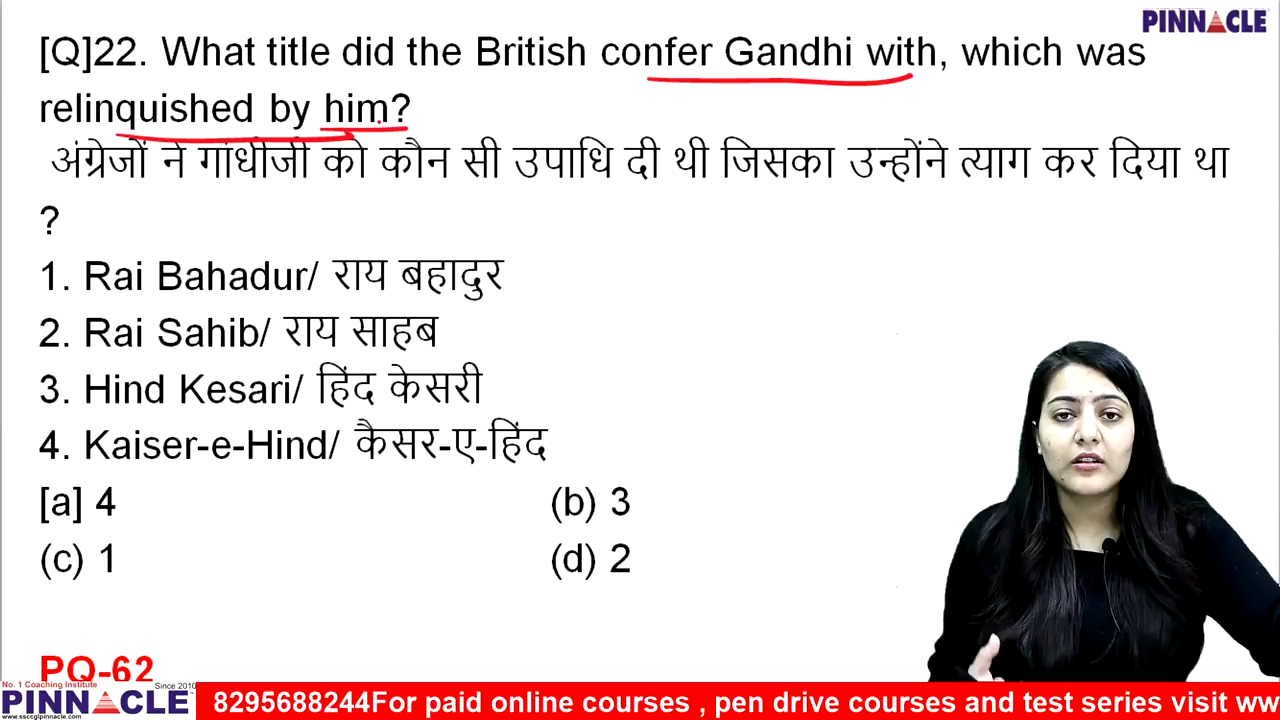 PINNACLE
[Q]22. What title did the British confer Gandhi with, which was
relinquished by him?
अंग्रेजों ने गांधीजी को कौन सी उपाधि दी थी जिसका उन्होंने त्याग कर दिया था
?
1. Rai Bahadur/ राय बहादुर
2. Rai Sahib/ राय साहब
3. Hind Kesari/ हिंद केसरी
4. Kaiser-e-Hind/ कैसर-ए-हिंद
[a] 4 (b) 3
(c) 1 (d) 2
PQ-62
No. 1 Coaching Institute Since 2010
PINNACLE
www.ssccglpinnacle.com
8295688244For paid online courses , pen drive courses and test series visit ww